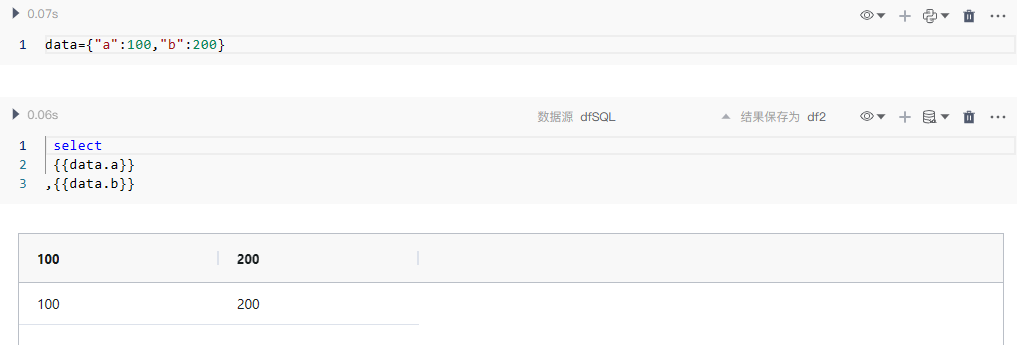 0.07s
1 data={"a":100,"b":200}
0.06s 数据源 dfSQL 结果保存为 df2
1 select
2 {{data.a}}
3 ,{{data.b}}
100 200
100 200